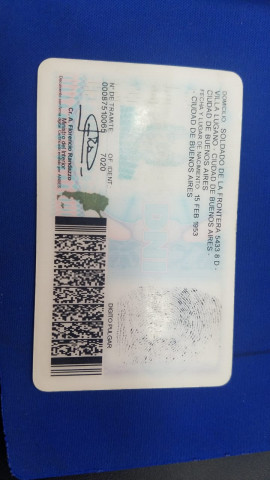 DOMICILIO: SOLDADO DE LA FRONTERA 5433 8 D -
VILLA LUGANO - CIUDAD DE BUENOS AIRES -
CIUDAD DE BUENOS AIRES
FECHA Y LUGAR DE NACIMIENTO: 15 FEB 1953
- CIUDAD DE BUENOS AIRES
Nº DE TRAMITE
00087510065
OF. IDENT.
7020
Cr. A. Florencio Randazzo
Ministro del Interior
DIGITO PULGAR